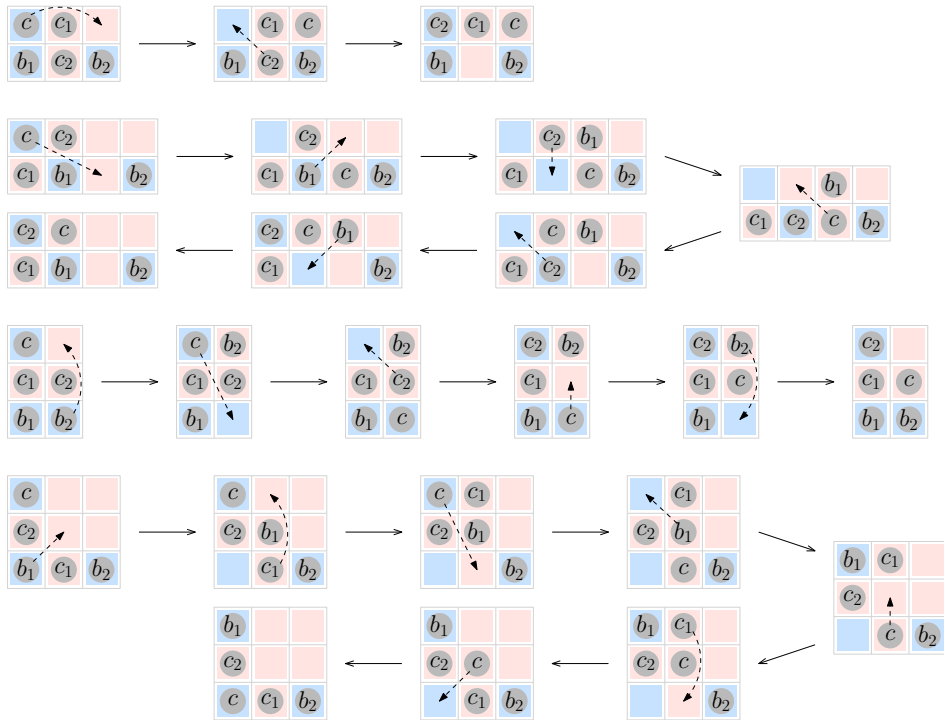 c c₁ c₁ c c₂ c₁ c
b₁ c₂ b₂ b₁ c₂ b₂ b₁ b₂
c c₂ c₂ c₂ b₁
c₁ b₁ b₂ c₁ b₁ c b₂ c₁ c b₂
b₁
c₁ c₂ c b₂
c₂ c c₂ c b₁ c b₁
c₁ b₁ b₂ c₁ b₂ c₁ c₂ b₂
c c b₂ b₂ c₂ b₂ c₂ b₂ c₂
c₁ c₂ c₁ c₂ c₁ c₂ c₁ c₁ c c₁ c
b₁ b₂ b₁ b₁ c b₁ c b₁ b₁ b₂
c c c c₁ c₁
c₂ c₂ b₁ c₂ b₁ c₂ b₁
b₁ c₁ b₂ c₁ b₂ b₂ c b₂
b₁ c₁
c₂
c b₂
b₁ b₁ b₁ c₁
c₂ c₂ c c₂ c
c c₁ b₂ c₁ b₂ b₂